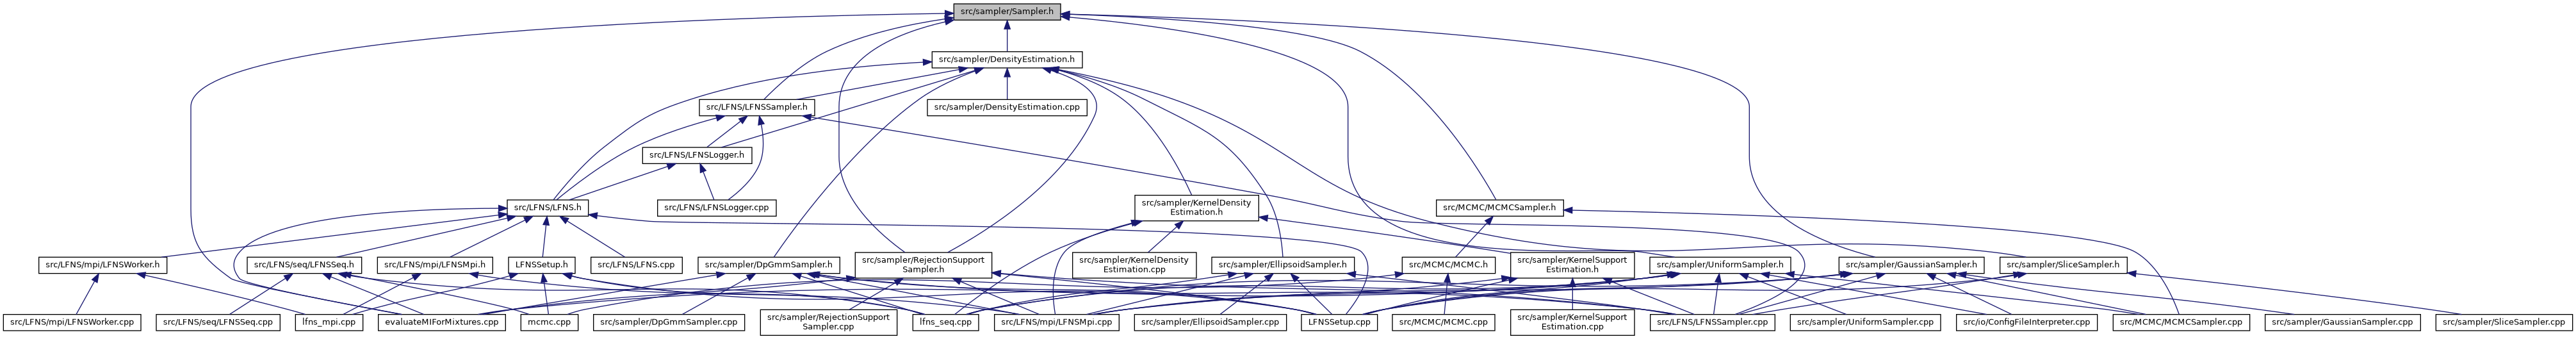 src/sampler/Sampler.h
src/sampler/DensityEstimation.h
src/LFNS/LFNSSampler.h
src/sampler/DensityEstimation.cpp
src/LFNS/LFNSLogger.h
src/LFNS/LFNS.h
src/LFNS/LFNSLogger.cpp
src/sampler/KernelDensity
Estimation.h
src/MCMC/MCMCSampler.h
src/LFNS/mpi/LFNSWorker.h
src/LFNS/seq/LFNSSeq.h
src/LFNS/mpi/LFNSMpi.h
LFNSSetup.h
src/LFNS/LFNS.cpp
src/sampler/DpGmmSampler.h
src/sampler/RejectionSupport
Sampler.h
src/sampler/KernelDensity
Estimation.cpp
src/sampler/EllipsoidSampler.h
src/MCMC/MCMC.h
src/sampler/KernelSupport
Estimation.h
src/sampler/UniformSampler.h
src/sampler/GaussianSampler.h
src/sampler/SliceSampler.h
src/LFNS/mpi/LFNSWorker.cpp
src/LFNS/seq/LFNSSeq.cpp
lfns_mpi.cpp
evaluateMIForMixtures.cpp
mcmc.cpp
src/sampler/DpGmmSampler.cpp
src/sampler/RejectionSupport
Sampler.cpp
lfns_seq.cpp
src/LFNS/mpi/LFNSMpi.cpp
src/sampler/EllipsoidSampler.cpp
LFNSSetup.cpp
src/MCMC/MCMC.cpp
src/sampler/KernelSupport
Estimation.cpp
src/LFNS/LFNSSampler.cpp
src/sampler/UniformSampler.cpp
src/io/ConfigFileInterpreter.cpp
src/MCMC/MCMCSampler.cpp
src/sampler/GaussianSampler.cpp
src/sampler/SliceSampler.cpp